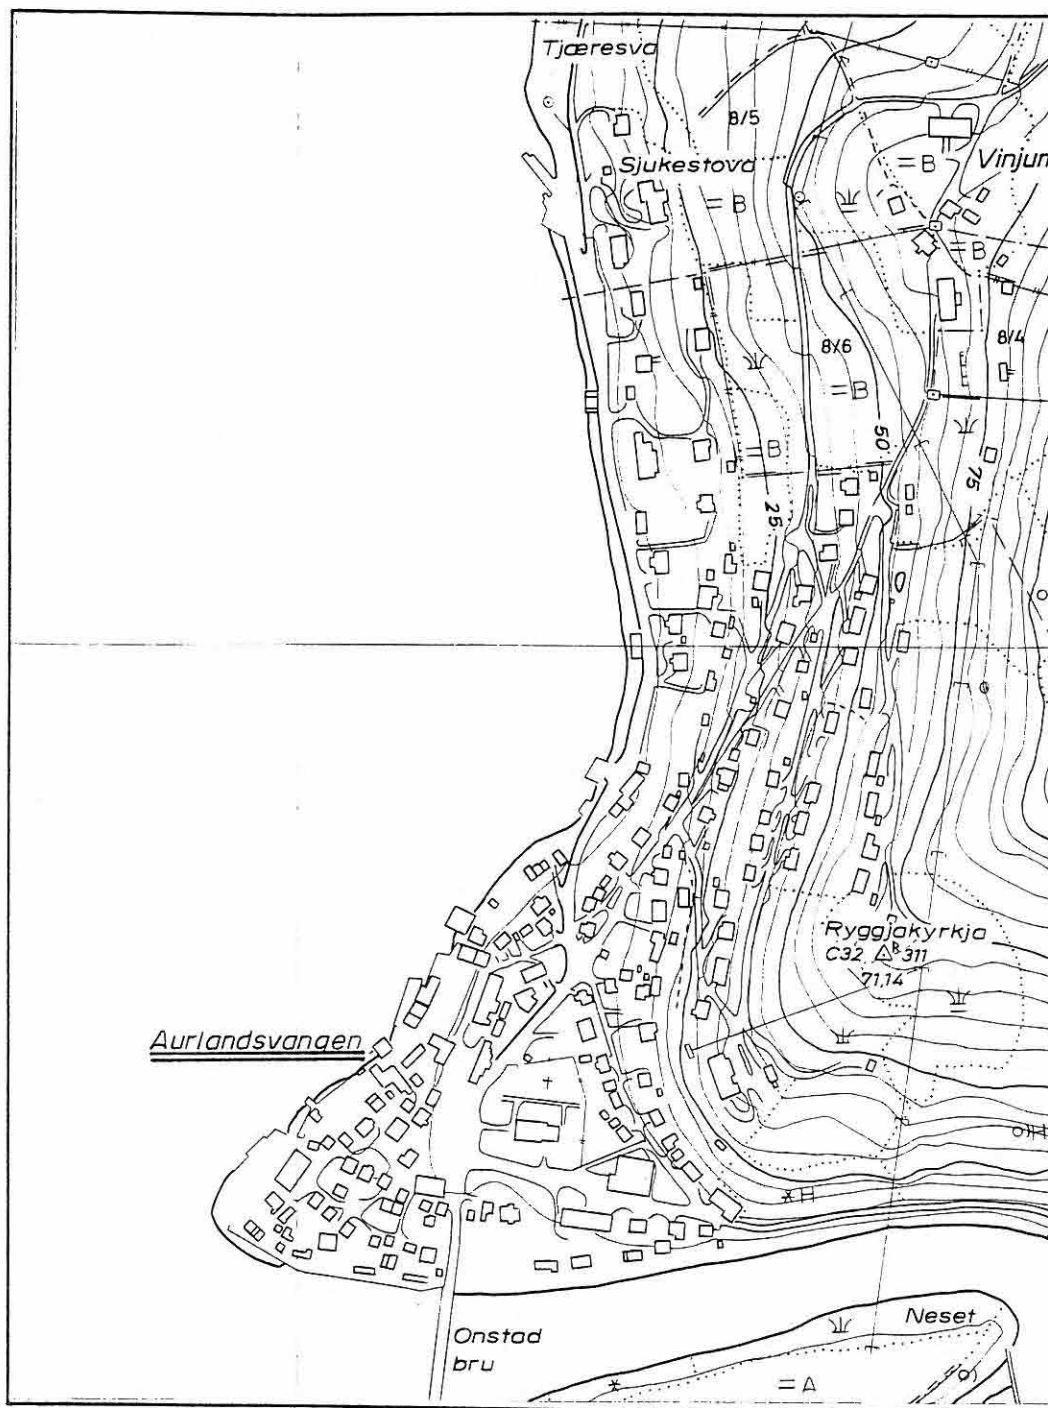 Tjæresva
8/5
Sjukestova
= B
= B
Vinjum
= B
8/6
8/4
= B
= B
50
75
25
Ryggjakyrkja
C32 R 311
71,14
Aurlandsvangen
H
Onstad
bru
Neset
= A